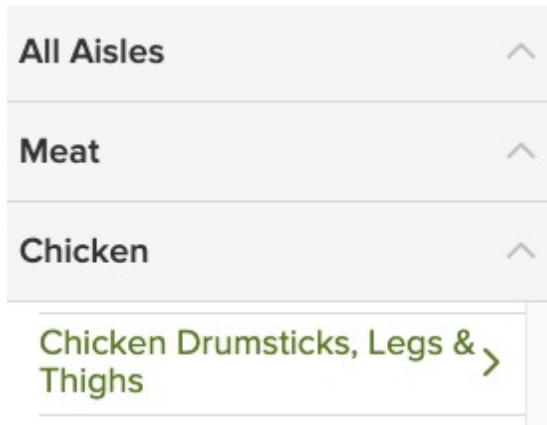 All Aisles
Meat
Chicken
Chicken Drumsticks, Legs &
Thighs